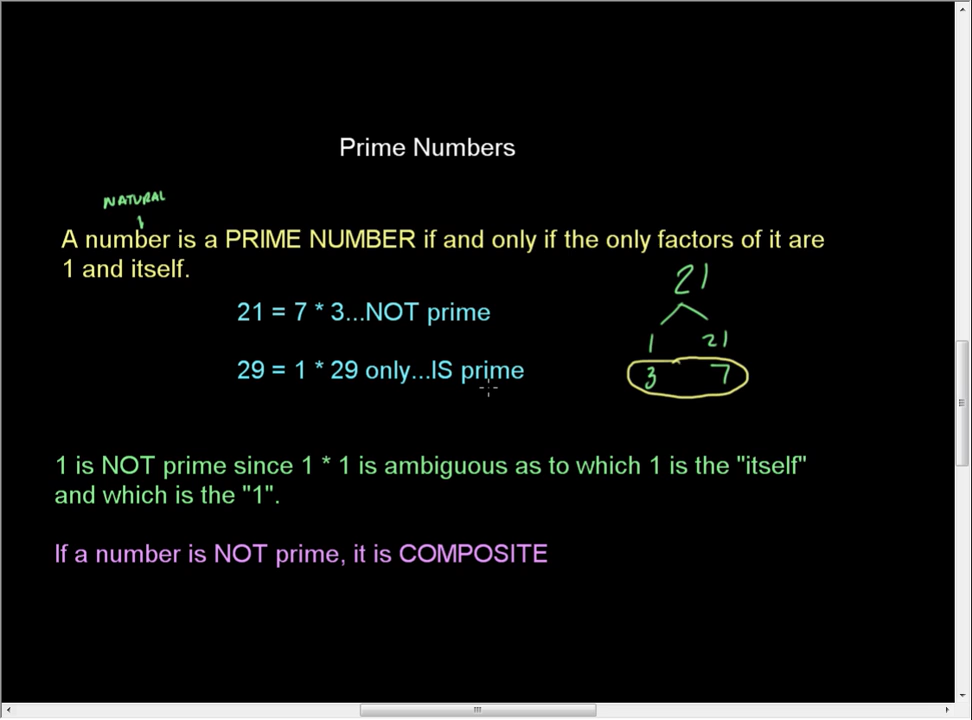 Prime Numbers
NATURAL
A number is a PRIME NUMBER if and only if the only factors of it are
1 and itself.
21
21 = 7 * 3...NOT prime
1 21
29 = 1 * 29 only...IS prime
3 7
1 is NOT prime since 1 * 1 is ambiguous as to which 1 is the "itself"
and which is the "1".
If a number is NOT prime, it is COMPOSITE